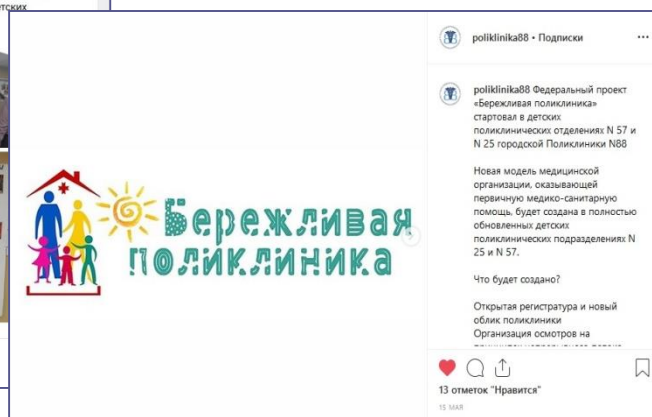 етских
Бережливая
поликлиника
poliklinika88 • Подписки
poliklinika88 Федеральный проект
«Бережливая поликлиника»
стартовал в детских
поликлинических отделениях N 57 и
N 25 городской Поликлиники N88
Новая модель медицинской
организации, оказывающей
первичную медико-санитарную
помощь, будет создана в полностью
обновленных детских
поликлинических подразделениях N
25 и N 57.
Что будет создано?
Открытая регистратура и новый
облик поликлиники
Организация осмотров на
13 отметок "Нравится"
15 МАЯ